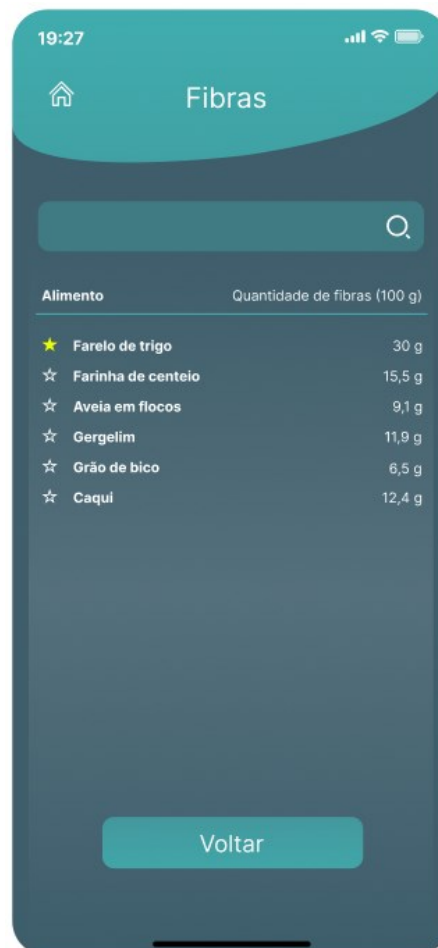 19:27
Fibras
Alimento Quantidade de fibras (100 g)
Farelo de trigo 30 g
Farinha de centeio 15,5 g
Aveia em flocos 9,1 g
Gergelim 11,9 g
Grão de bico 6,5 g
Caqui 12,4 g
Voltar